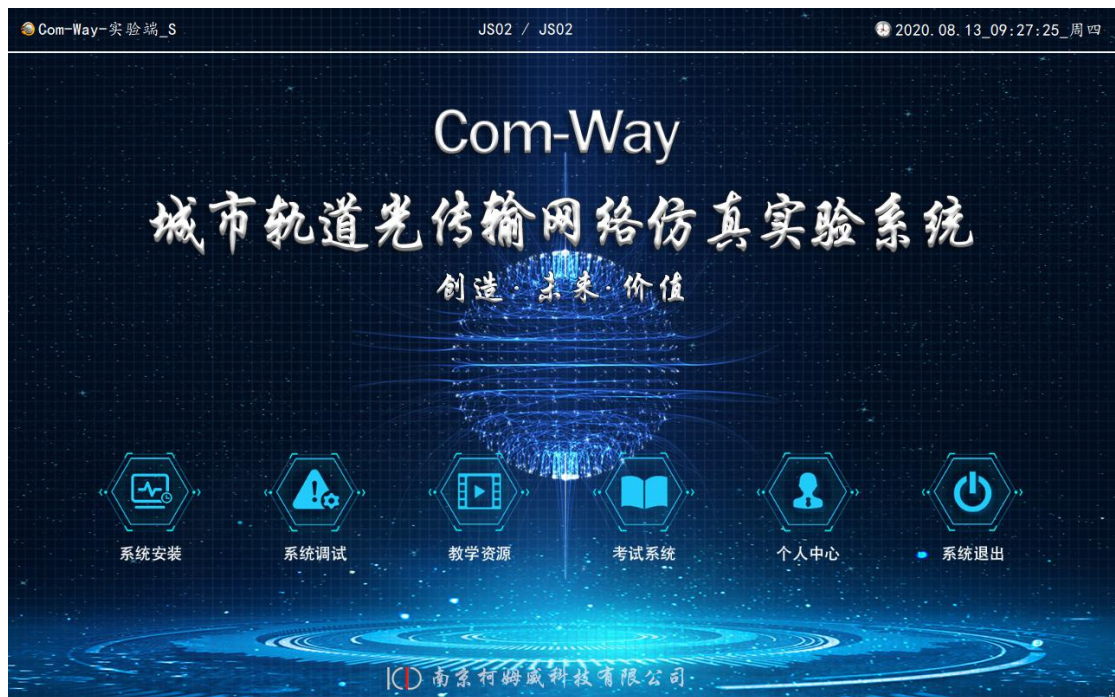 Com-Way-实验端_S
JS02 / JS02
2020.08.13_09:27:25_周四
Com-Way
城市轨道光传输网络仿真实验系统
创造·未来·价值
系统安装
系统调试
教学资源
考试系统
个人中心
系统退出
南京柯姆威科技有限公司